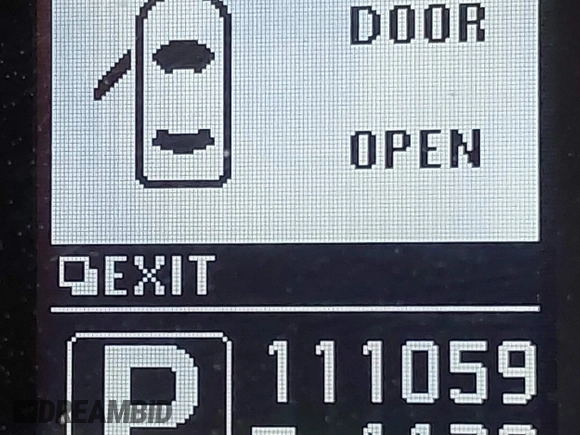 DOOR
OPEN
EXIT
P
111059
DREAMBID